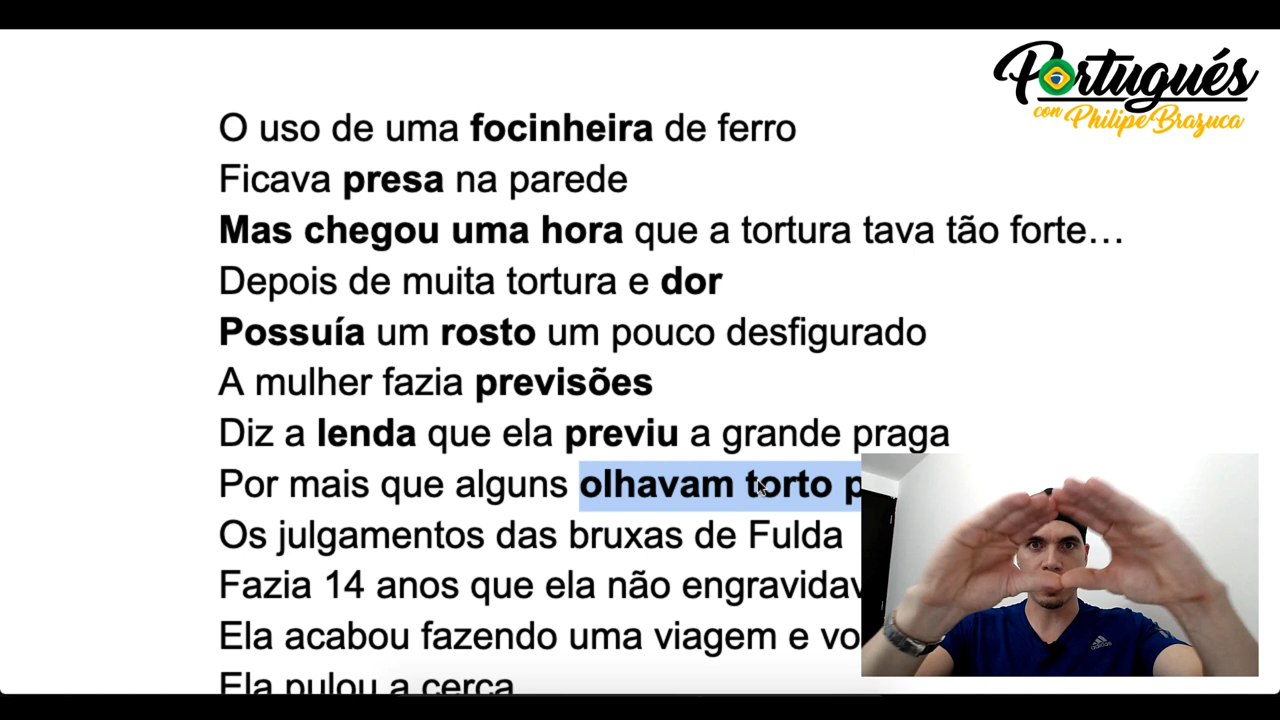 Portugués
con Philipe Brazuca
O uso de uma focinheira de ferro
Ficava presa na parede
Mas chegou uma hora que a tortura tava tão forte…
Depois de muita tortura e dor
Possuía um rosto um pouco desfigurado
A mulher fazia previsões
Diz a lenda que ela previu a grande praga
Por mais que alguns olhavam torto
Os julgamentos das bruxas de Fulda
Fazia 14 anos que ela não
Ela acabou fazendo uma viagem e
Ela pulou a cerca
adidas